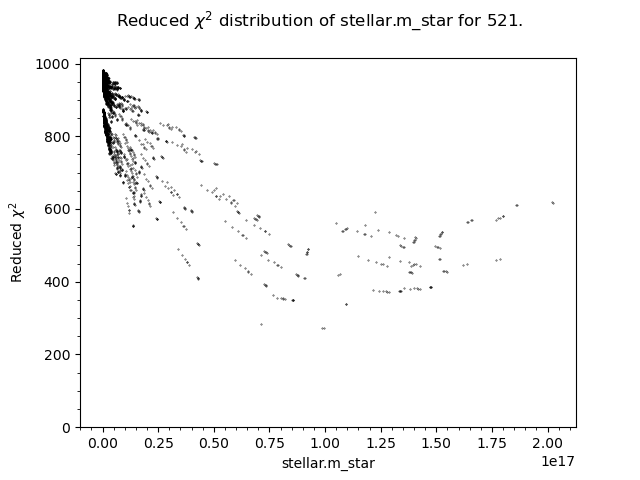 Reduced χ² distribution of stellar.m_star for 521.
1000
800
600
400
200
0
Reduced χ²
0.00 0.25 0.50 0.75 1.00 1.25 1.50 1.75 2.00
1e17
stellar.m_star